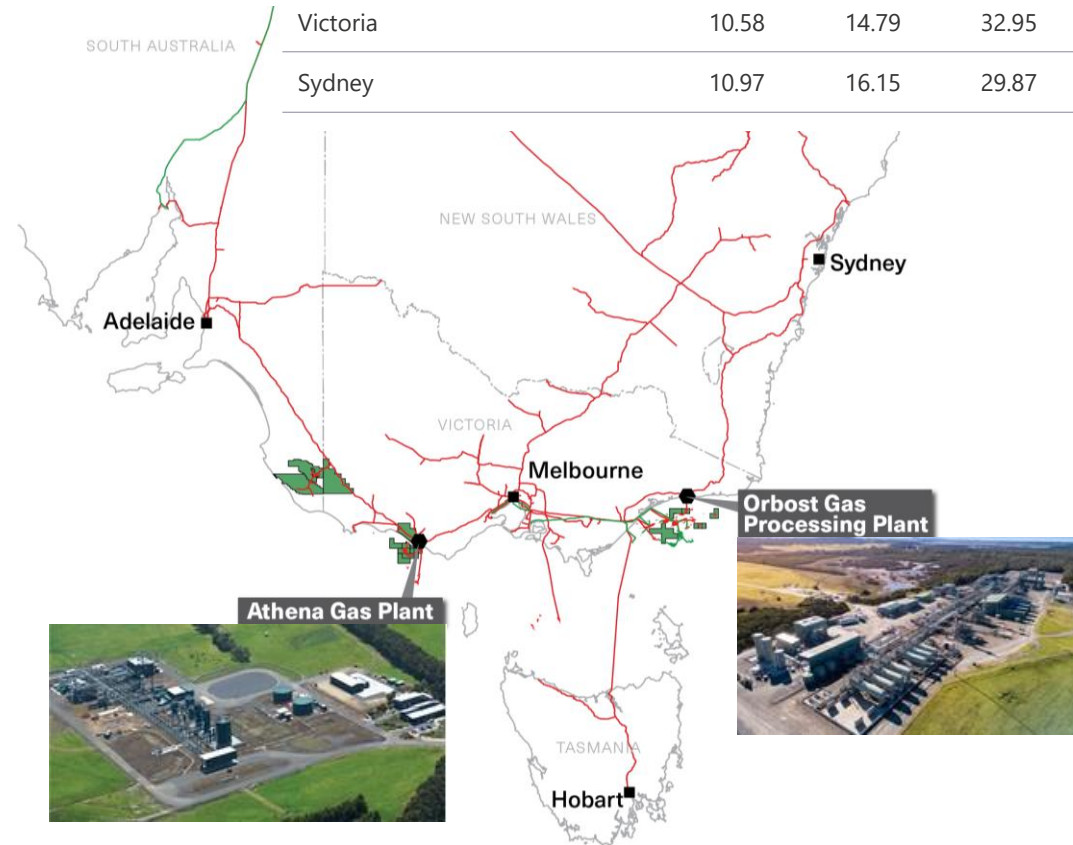 Victoria 10.58 14.79 32.95
Sydney 10.97 16.15 29.87
SOUTH AUSTRALIA
NEW SOUTH WALES
Sydney
Adelaide
VICTORIA
Melbourne
Orbost Gas
Processing Plant
Athena Gas Plant
TASMANIA
Hobart